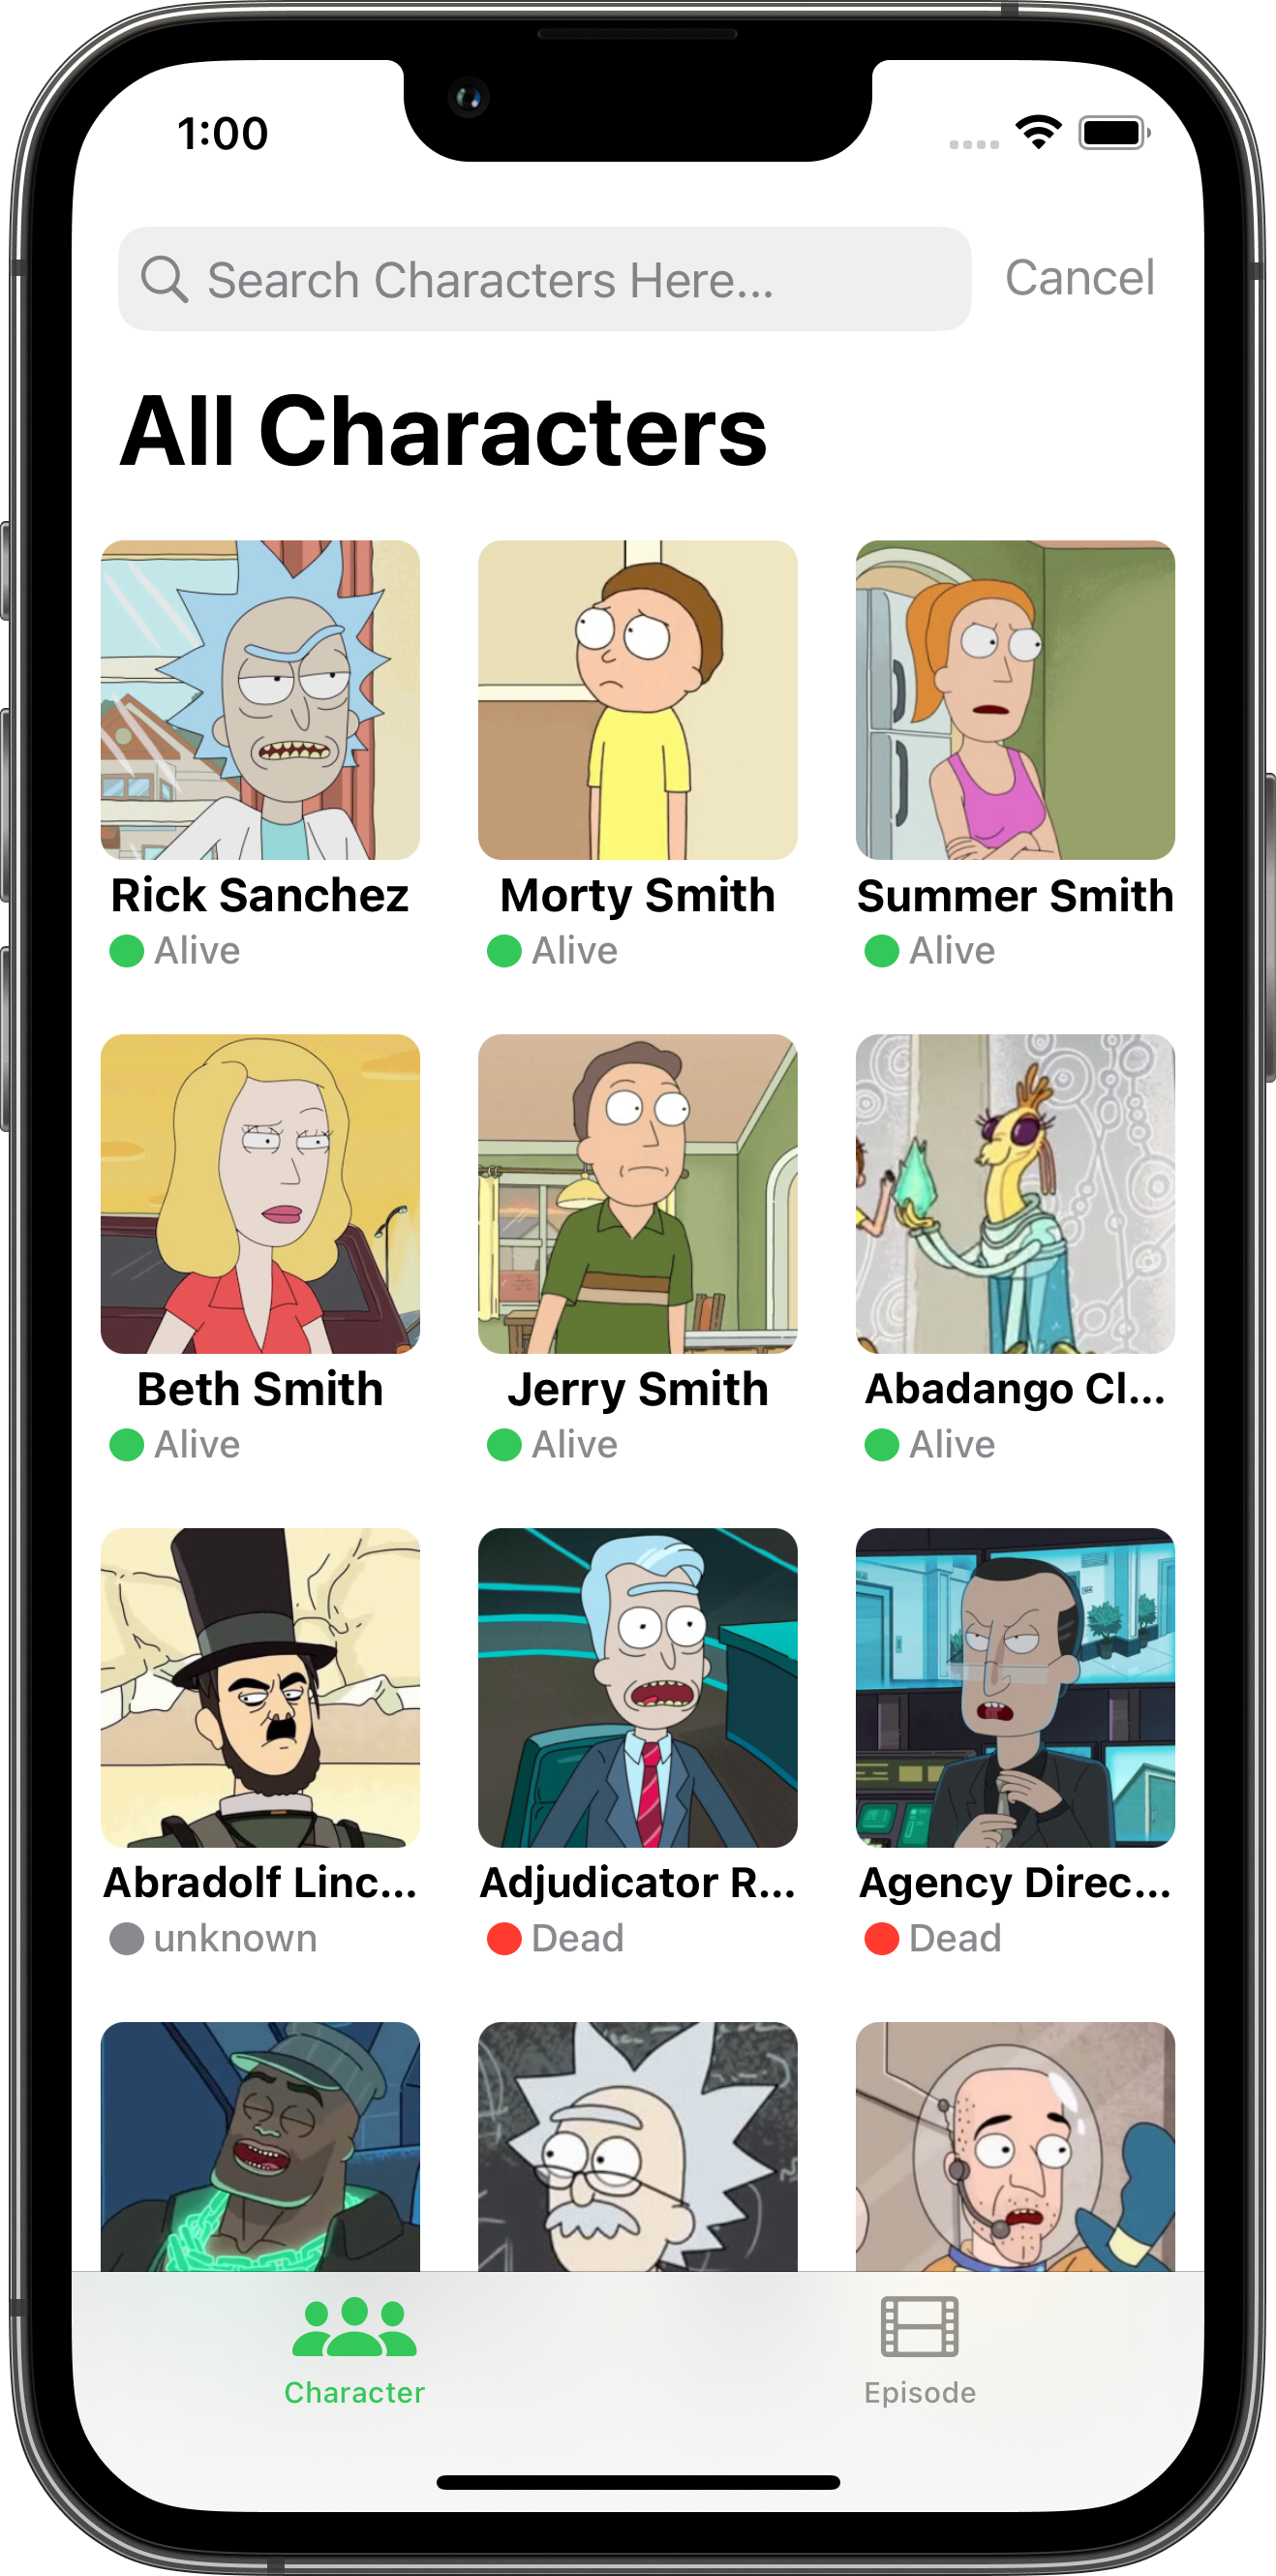 1:00
Search Characters Here...
Cancel
All Characters
Rick Sanchez
Morty Smith
Summer Smith
Alive
Alive
Alive
Beth Smith
Jerry Smith
Abadango Cl...
Alive
Alive
Alive
Abradolf Linc...
Adjudicator R...
Agency Direc...
unknown
Dead
Dead
Character
Episode